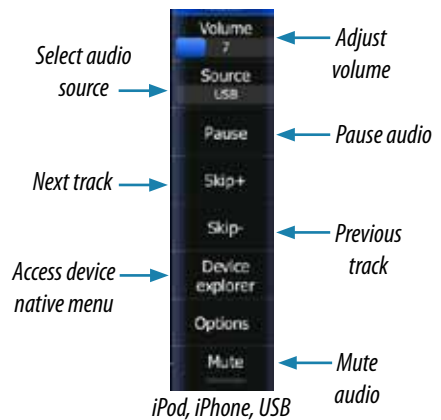 Volume
7
Adjust
volume
Select audio
source
Source
USB
Pause
Pause audio
Next track
Skip+
Skip-
Previous
track
Access device
native menu
Device
explorer
Options
Mute
Mute
audio
iPod, iPhone, USB